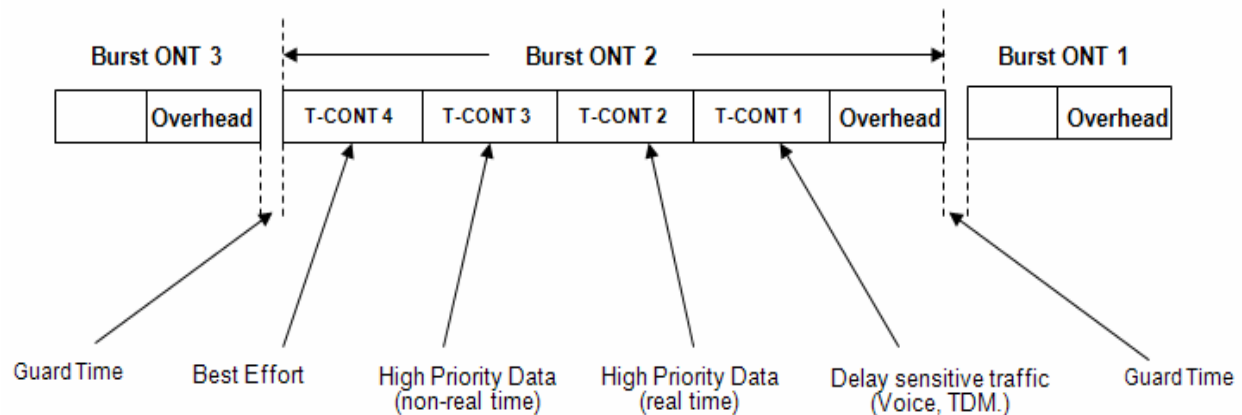 Burst ONT 3
Burst ONT 2
Burst ONT 1
Overhead
T-CONT 4
T-CONT 3
T-CONT 2
T-CONT 1
Overhead
Overhead
Guard Time
Best Effort
High Priority Data
(non-real time)
High Priority Data
(real time)
Delay sensitive traffic
(Voice, TDM.)
Guard Time